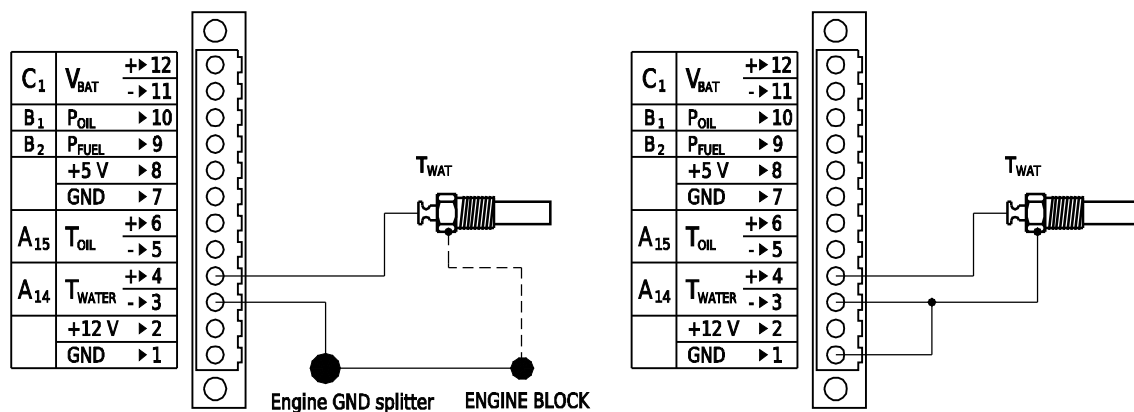 C1 VBAT +▶12
-▶11
B1 POIL ▶10
B2 PFUEL ▶9
+5 V ▶8
GND ▶7
A15 TOIL +▶6
-▶5
A14 TWATER +▶4
-▶3
+12 V ▶2
GND ▶1
TWAT
Engine GND splitter
ENGINE BLOCK
C1 VBAT +▶12
-▶11
B1 POIL ▶10
B2 PFUEL ▶9
+5 V ▶8
GND ▶7
A15 TOIL +▶6
-▶5
A14 TWATER +▶4
-▶3
+12 V ▶2
GND ▶1
TWAT